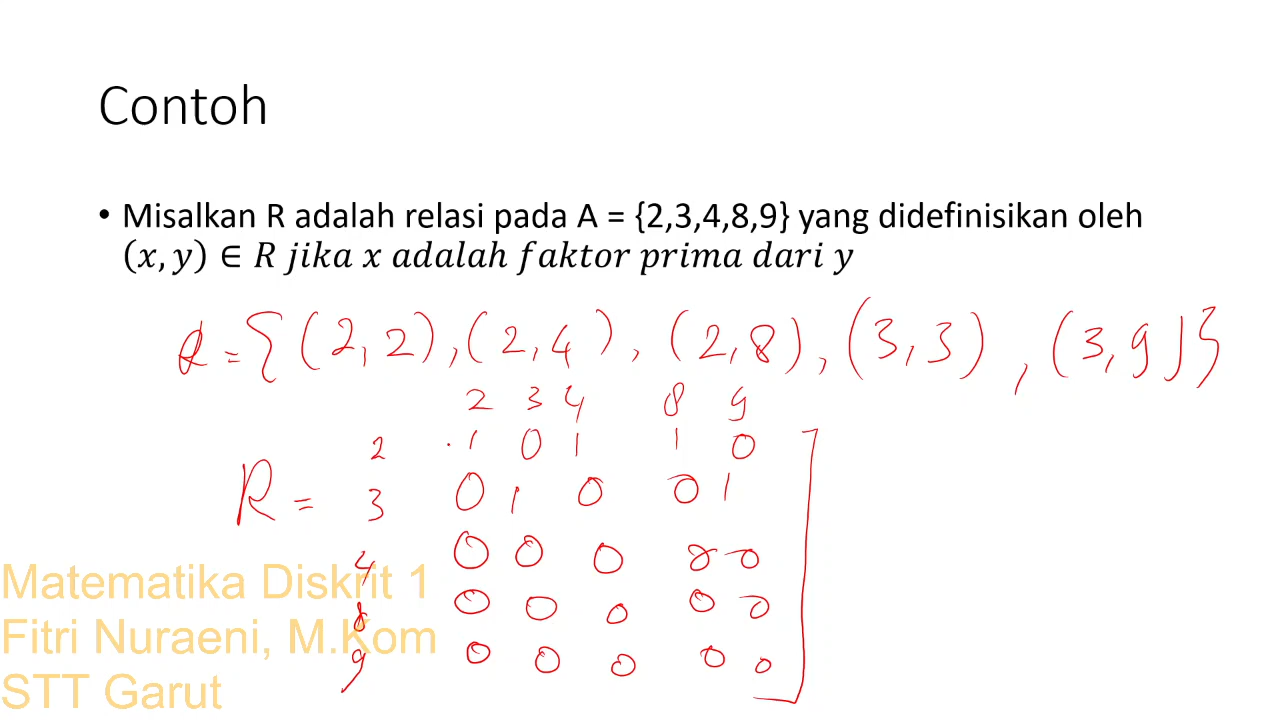 Contoh
• Misalkan R adalah relasi pada A = {2,3,4,8,9} yang didefinisikan oleh
(𝑥, 𝑦) ∈ 𝑅 𝑗𝑖𝑘𝑎 𝑥 𝑎𝑑𝑎𝑙𝑎ℎ 𝑓𝑎𝑘𝑡𝑜𝑟 𝑝𝑟𝑖𝑚𝑎 𝑑𝑎𝑟𝑖 𝑦
R = {(2,2), (2,4), (2,8), (3,3), (3,9)}
2 3 4 8 9
2 1 0 1 1 0
R = 3 0 1 0 0 1
4 0 0 0 0 0
8 0 0 0 0 0
9 0 0 0 0 0
Matematika Diskrit 1
Fitri Nuraeni, M.Kom
STT Garut